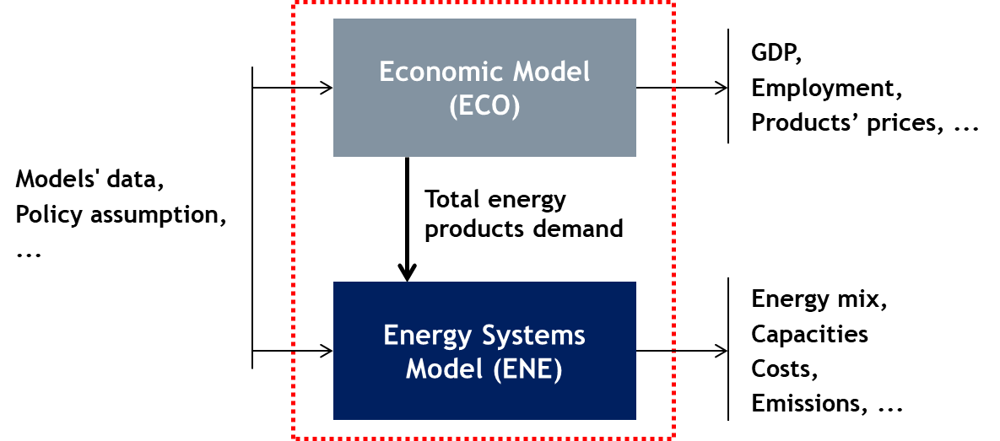 Models' data,
Policy assumption,
...
Economic Model
(ECO)
Total energy
products demand
Energy Systems
Model (ENE)
GDP,
Employment,
Products’ prices, ...
Energy mix,
Capacities
Costs,
Emissions, ...